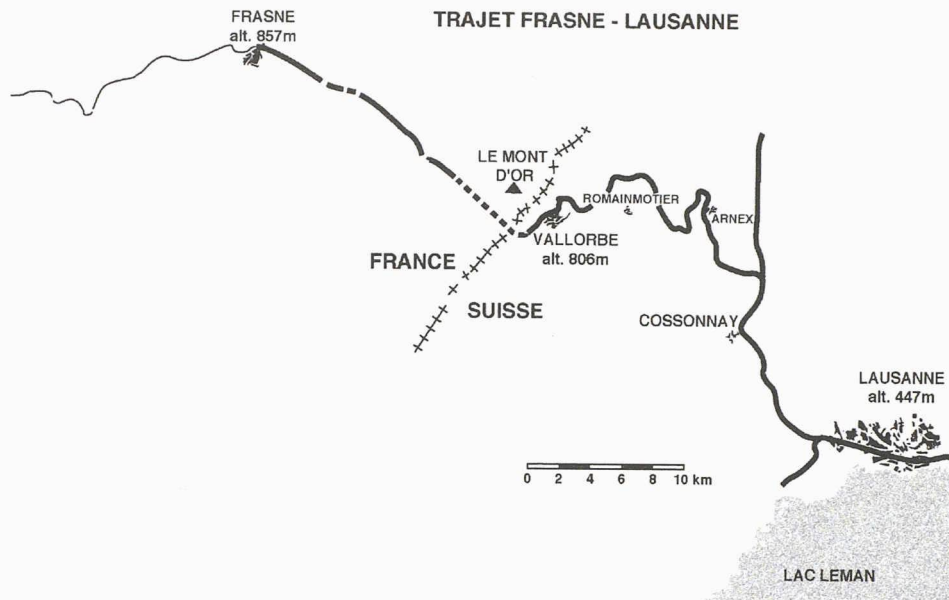 TRAJET FRASNE - LAUSANNE
FRASNE
alt. 857m
LE MONT
D'OR
ROMAINMOTIER
ARNEX
VALLORBE
alt. 806m
FRANCE
SUISSE
COSSONNAY
LAUSANNE
alt. 447m
0 2 4 6 8 10 km
LAC LEMAN